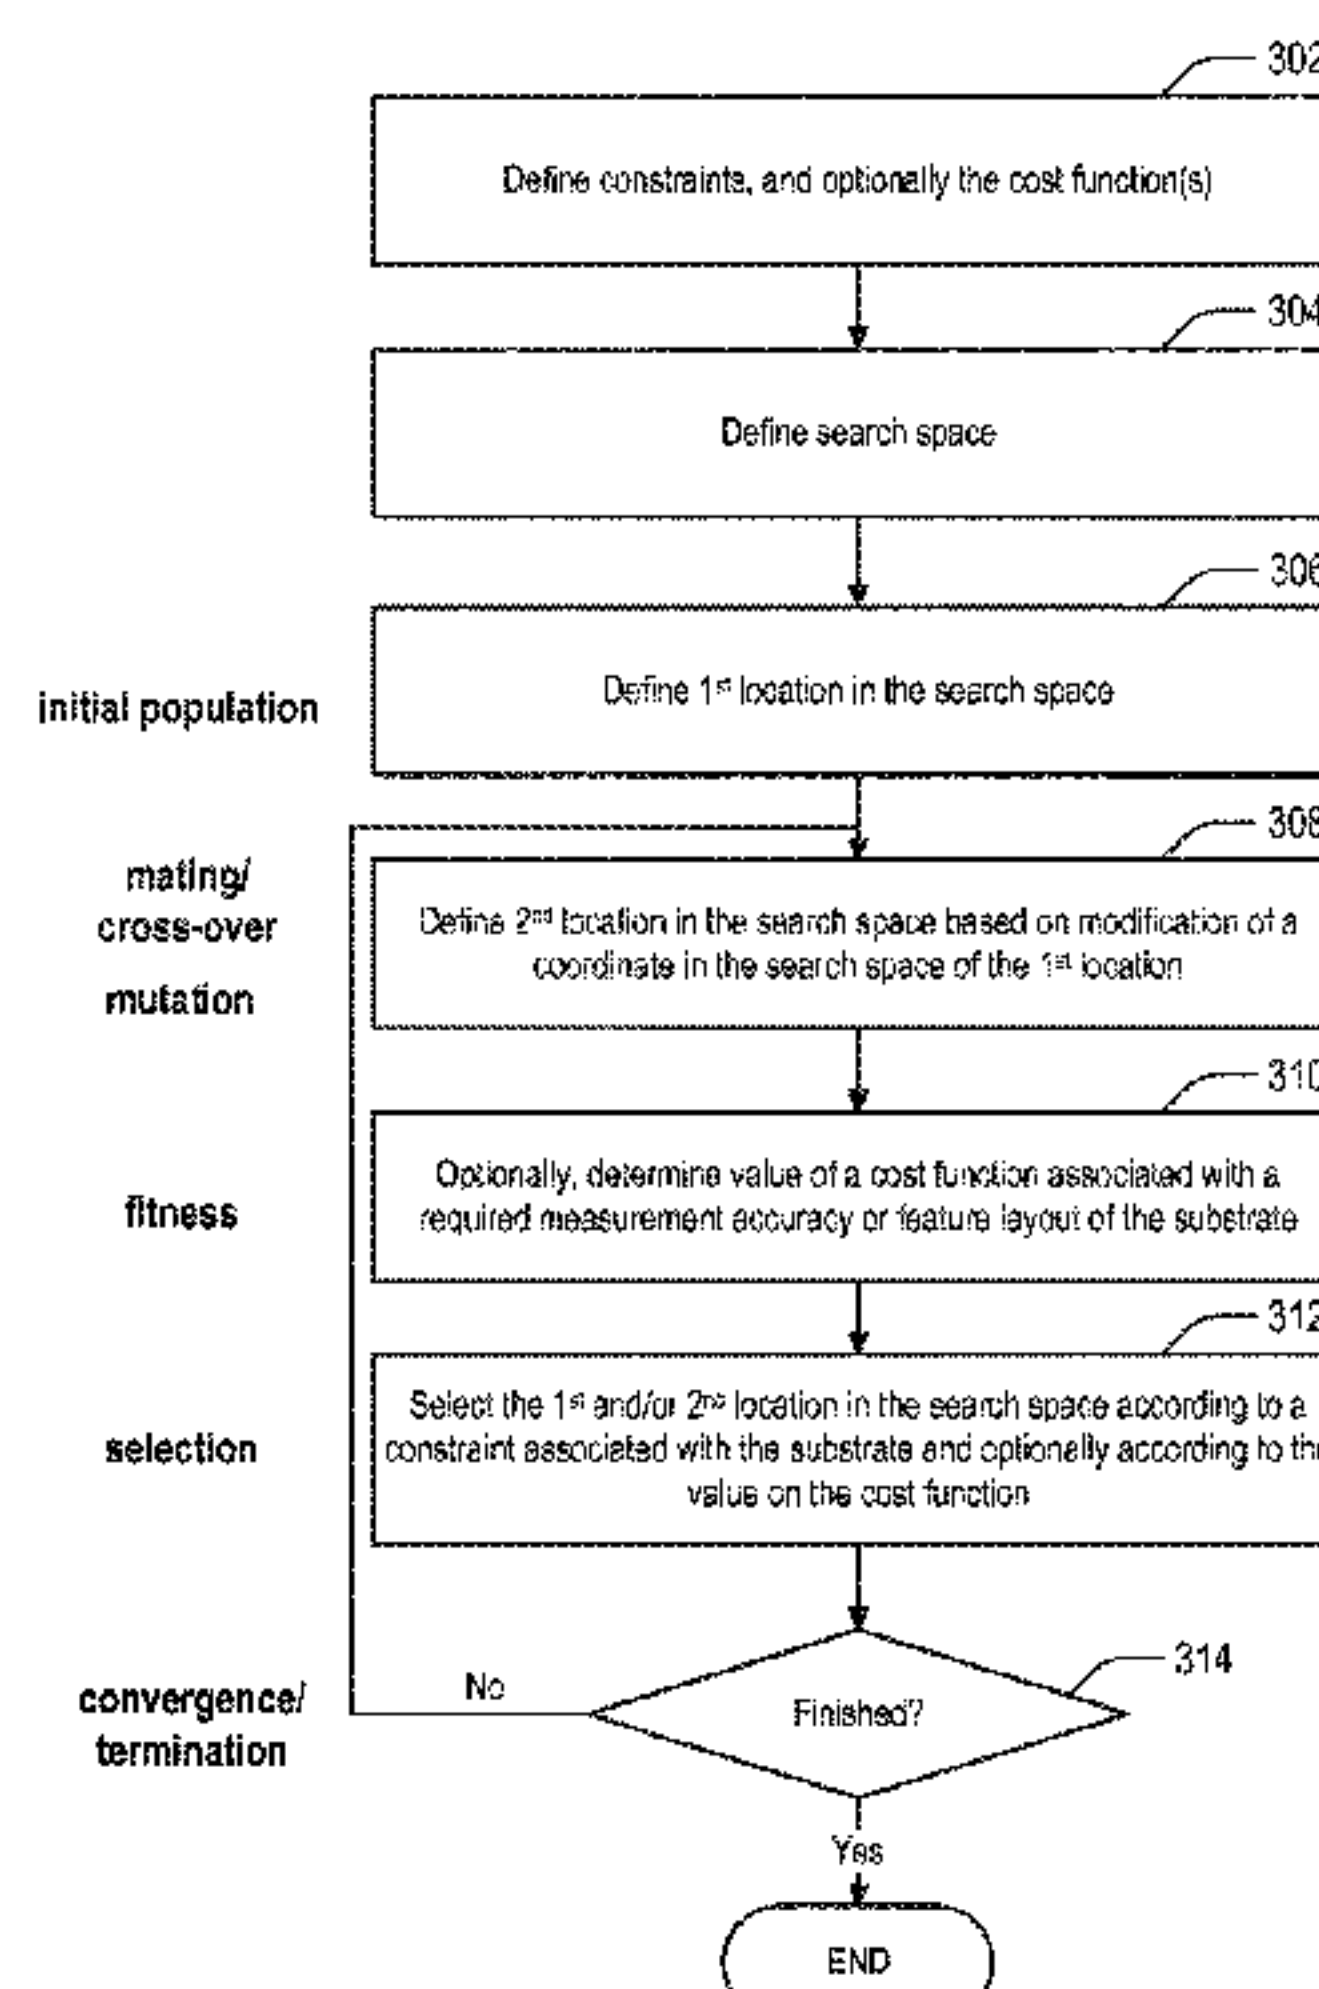 302
Define constraints, and optionally the cost function(s)
304
Define search space
306
initial population
Define 1st location in the search space
308
mating/
cross-over
mutation
Define 2nd location in the search space based on modification of a
coordinate in the search space of the 1st location
310
fitness
Optionally, determine value of a cost function associated with a
required measurement accuracy or feature layout of the substrate
312
selection
Select the 1st and/or 2nd location in the search space according to a
constraint associated with the substrate and optionally according to the
value on the cost function
314
convergence/
termination
No
Finished?
Yes
END